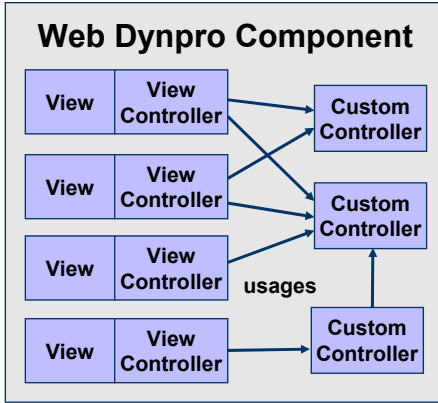 Web Dynpro Component
View
View
Controller
Custom
Controller
View
View
Controller
Custom
Controller
View
View
Controller
usages
View
View
Controller
Custom
Controller